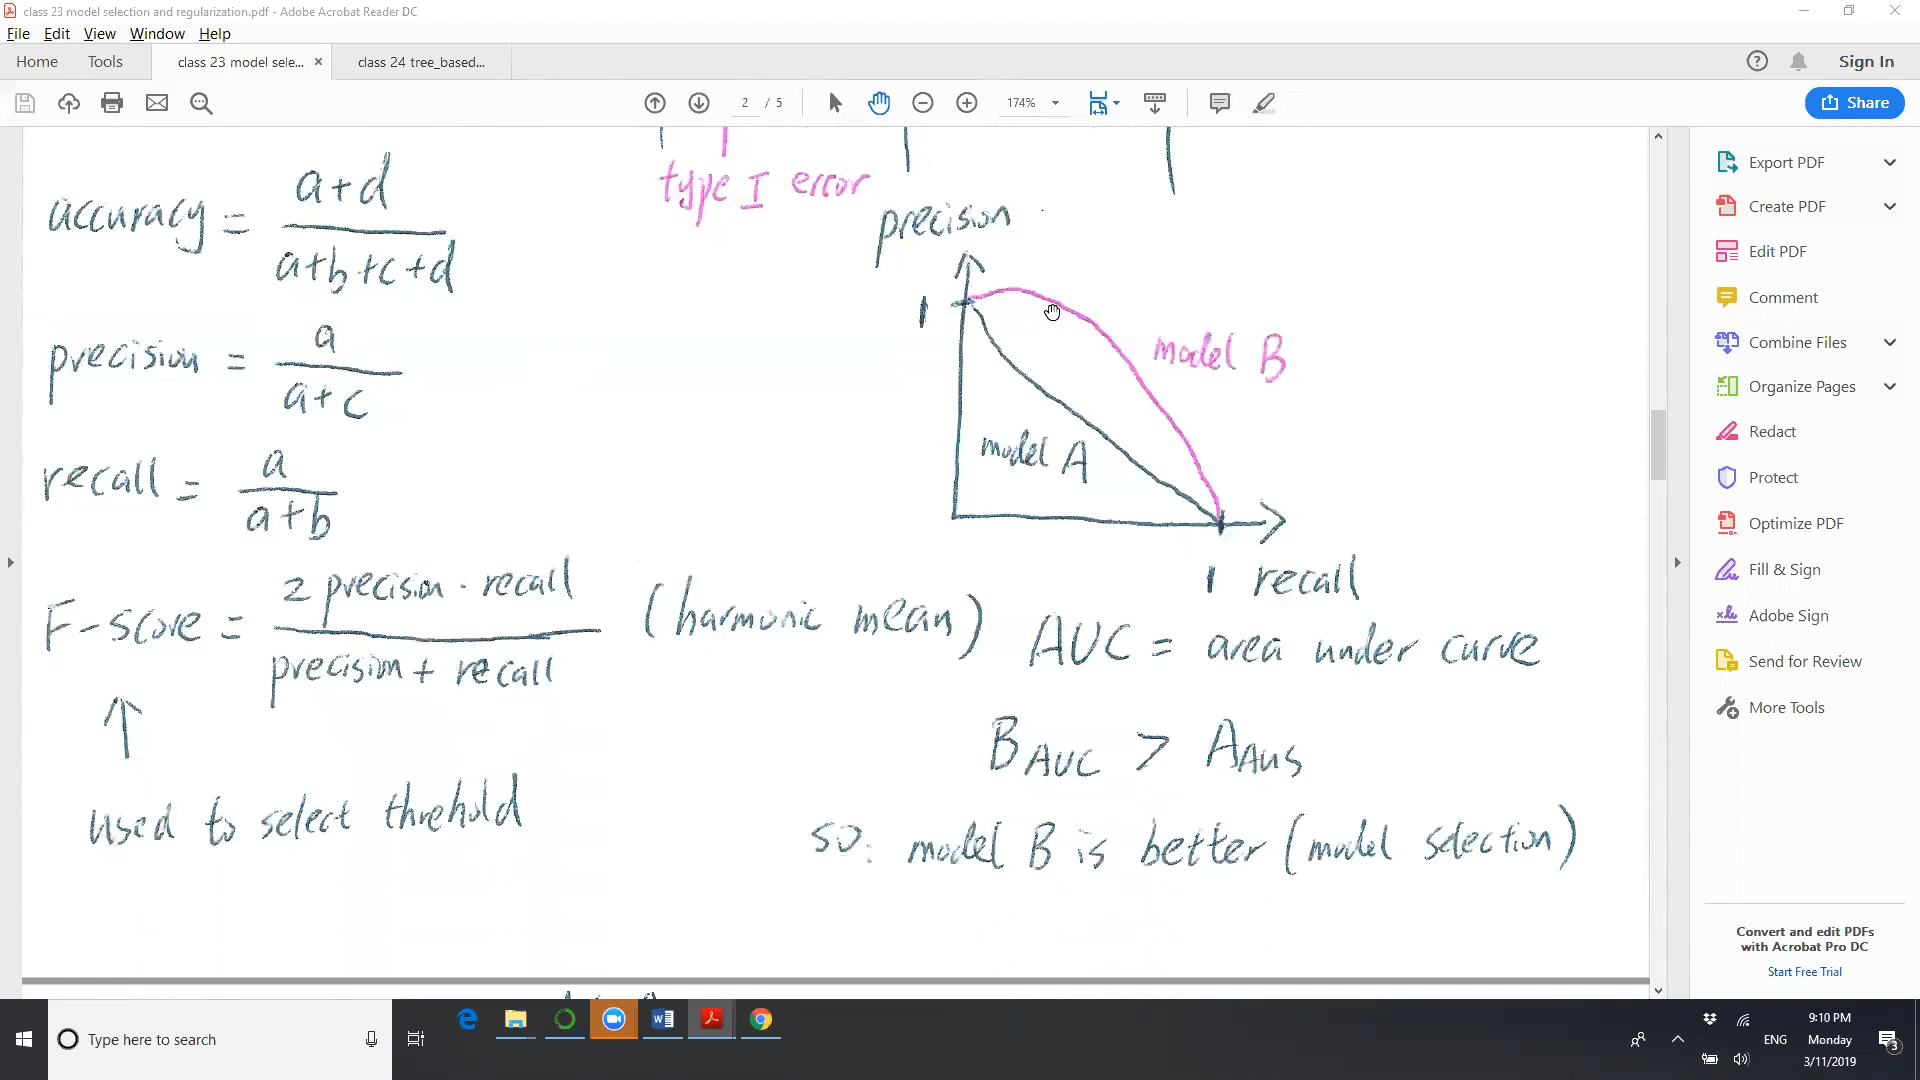 class 23 model selection and regularization.pdf - Adobe Acrobat Reader DC
File Edit View Window Help
Home Tools class 23 model sele... × class 24 tree_based... Sign In
2 / 5 174% Share
type I error
accuracy = a+d / a+b+c+d
precision = a / a+c
recall = a / a+b
F-score = 2 precision · recall / precision + recall (harmonic mean)
↑
used to select threhold
precision
1
model B
model A
1 recall
AUC = area under curve
B AUC > A AUS
so: model B is better (model selection)
Export PDF
Create PDF
Edit PDF
Comment
Combine Files
Organize Pages
Redact
Protect
Optimize PDF
Fill & Sign
Adobe Sign
Send for Review
More Tools
Convert and edit PDFs
with Acrobat Pro DC
Start Free Trial
Type here to search
ENG
9:10 PM
Monday
3/11/2019
3